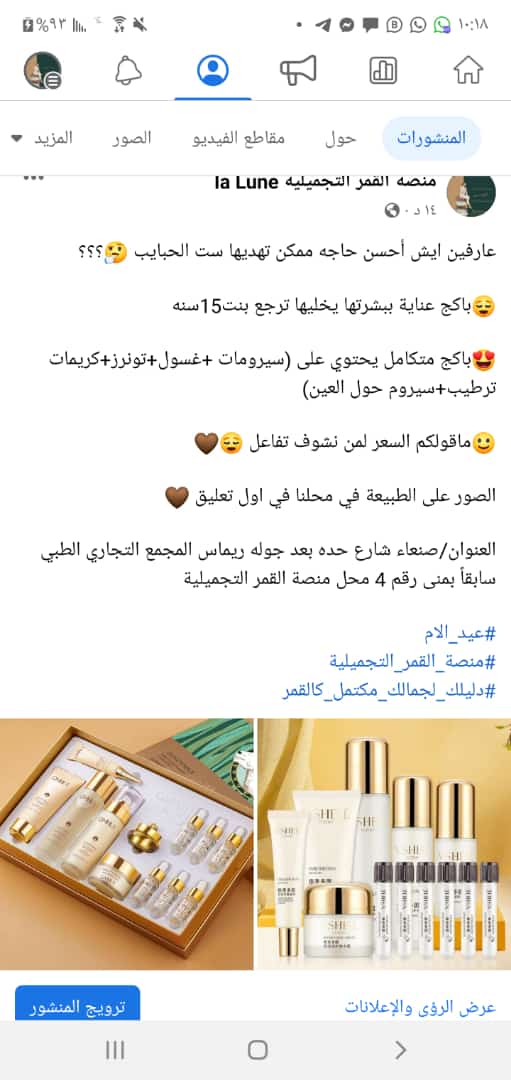 ١٠:١٨
%٩٣
المنشورات
حول
مقاطع الفيديو
الصور
المزيد
منصة القمر التجميلية la Lune
١٤ د
عارفين ايش أحسن حاجه ممكن تهديها ست الحبايب 🤔؟؟؟
😌باكج عناية ببشرتها يخليها ترجع بنت15سنه
😍باكج متكامل يحتوي على (سيرومات +غسول+تونرز+كريمات
ترطيب+سيروم حول العين)
🥲ماقولكم السعر لمن نشوف تفاعل 😌🤎
الصور على الطبيعة في محلنا في اول تعليق 🤎
العنوان/صنعاء شارع حده بعد جوله ريماس المجمع التجاري الطبي
سابقاً بمنى رقم 4 محل منصة القمر التجميلية
#عيد_الام
#منصة_القمر_التجميلية
#دليلك_لجمالك_مكتمل_كالقمر
عرض الرؤى والإعلانات
ترويج المنشور